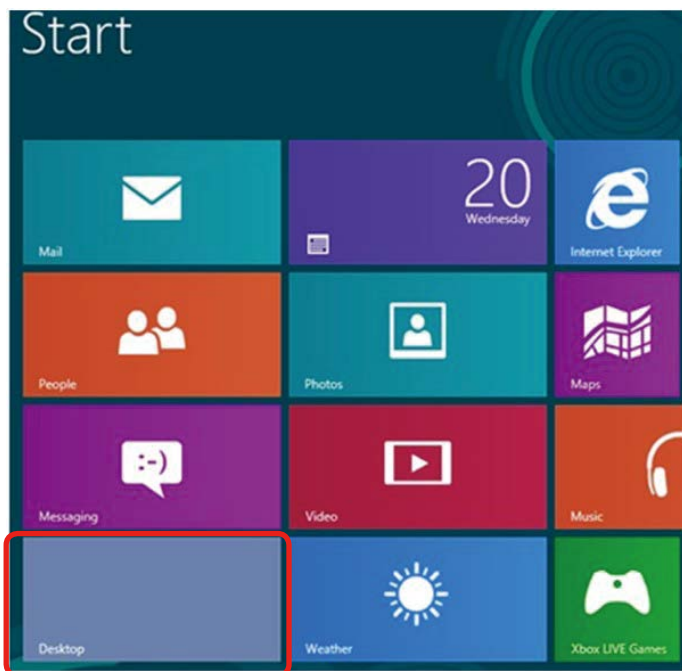 Start
20
Wednesday
Mail
Internet Explorer
People
Photos
Maps
:-)
Messaging
Video
Music
Desktop
Weather
Xbox LIVE Games